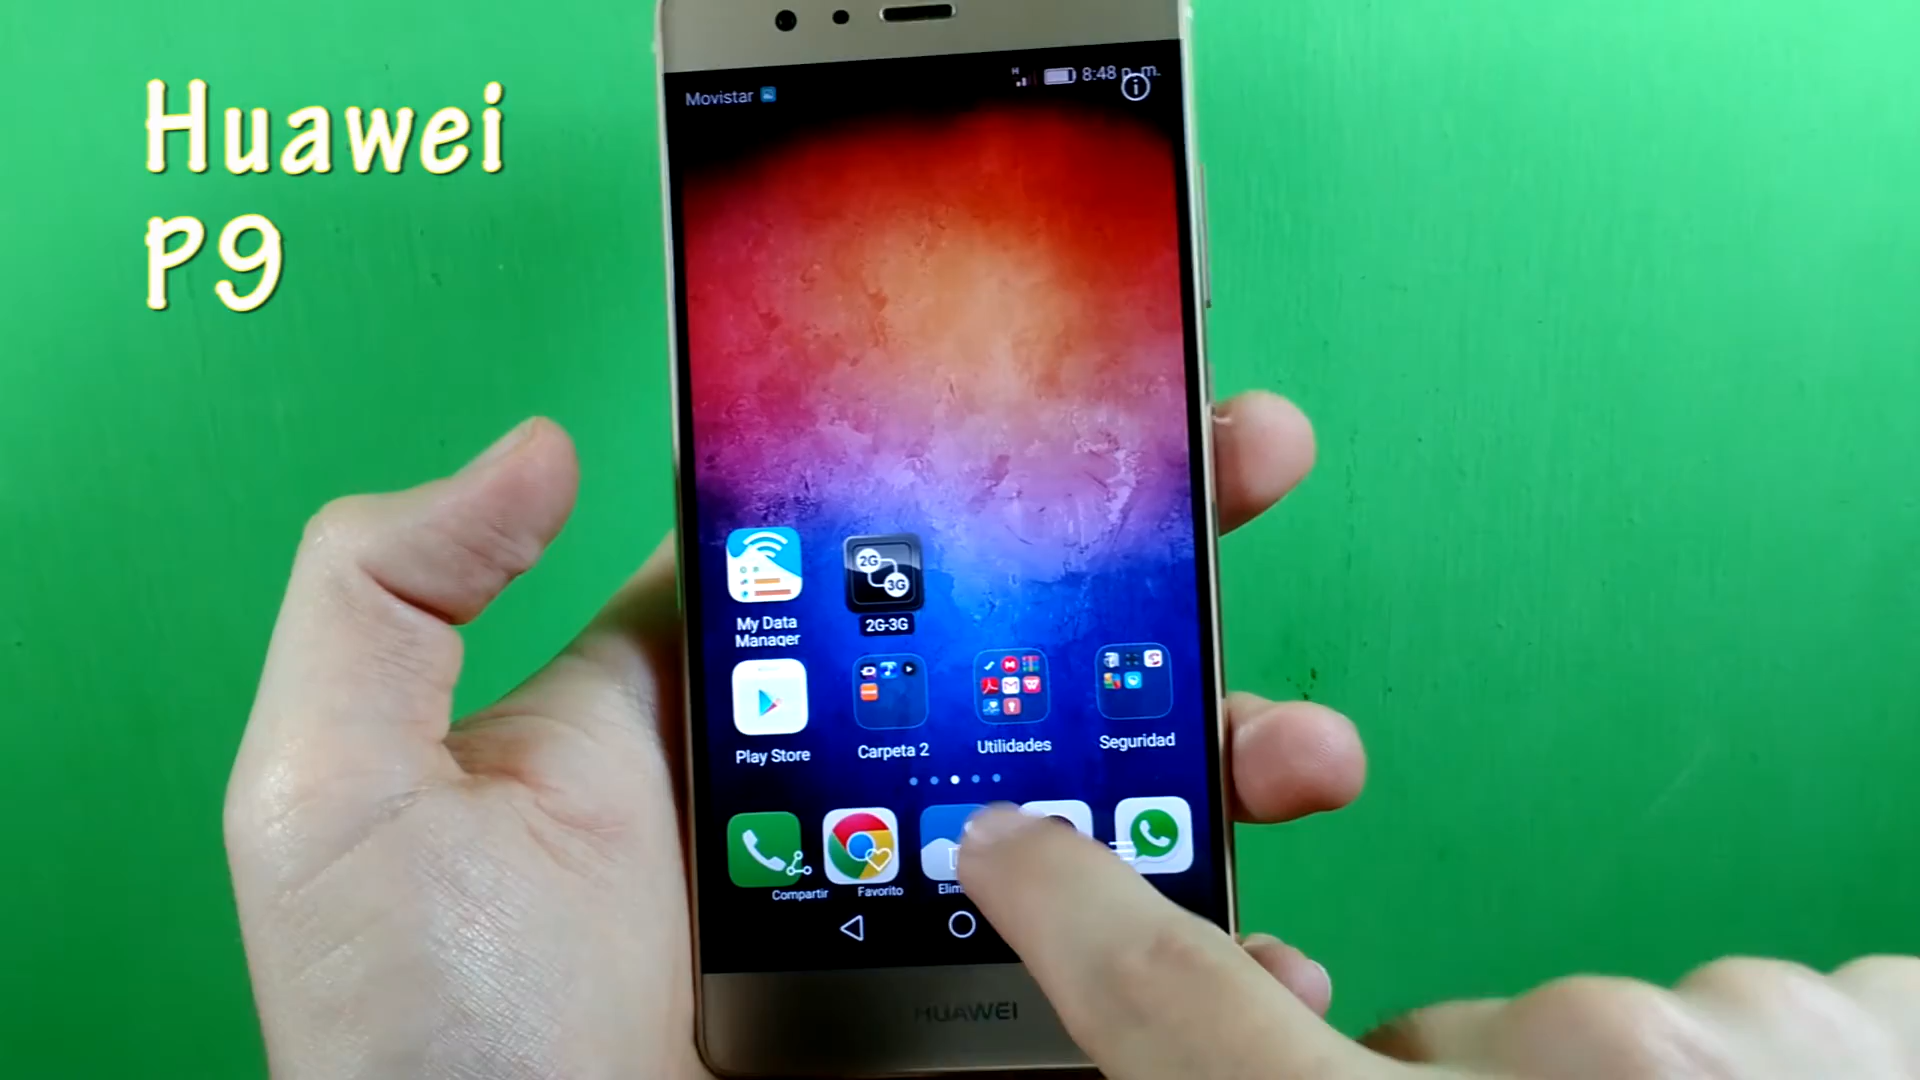 Huawei
P9
Movistar
H 8:48 p. m.
My Data
Manager
2G
3G
2G-3G
Play Store
Carpeta 2
Utilidades
Seguridad
Compartir
Favorito
HUAWEI